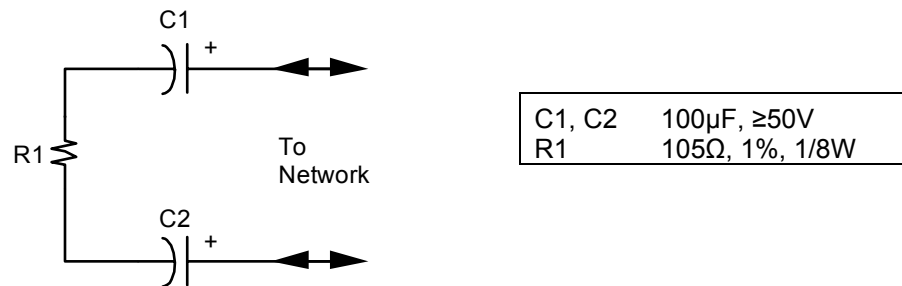 C1
+
R1
To
Network
C2
+
C1, C2 100µF, ≥50V
R1 105Ω, 1%, 1/8W